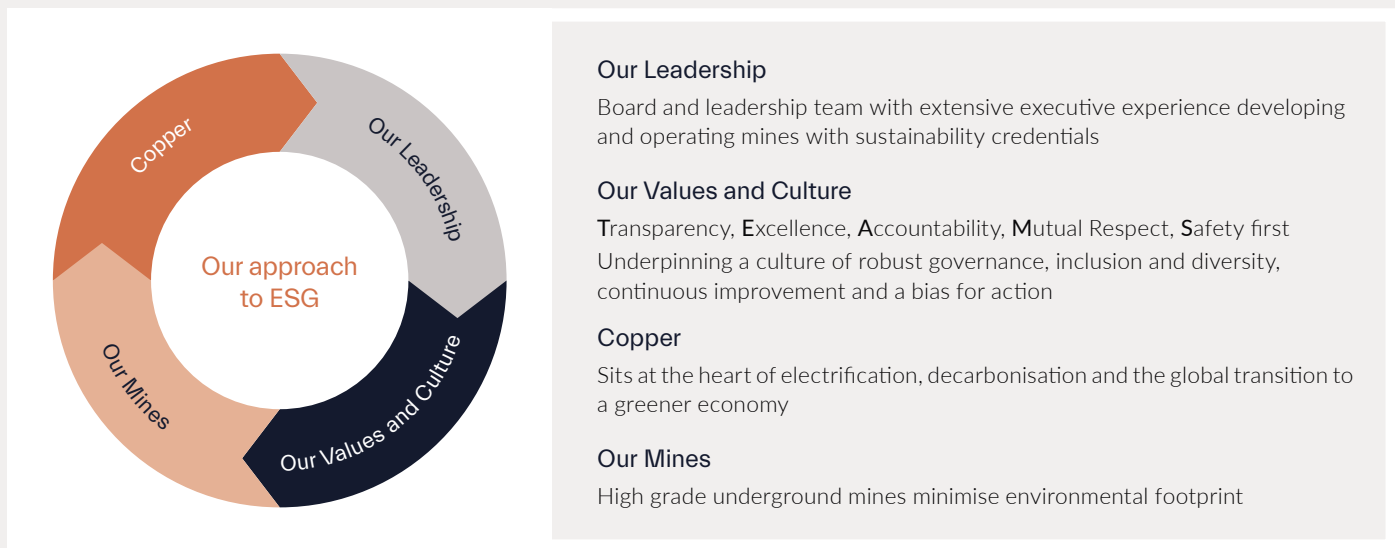 Copper
Our Leadership
Our approach
to ESG
Our Mines
Our Values and Culture
Our Leadership
Board and leadership team with extensive executive experience developing
and operating mines with sustainability credentials
Our Values and Culture
Transparency, Excellence, Accountability, Mutual Respect, Safety first
Underpinning a culture of robust governance, inclusion and diversity,
continuous improvement and a bias for action
Copper
Sits at the heart of electrification, decarbonisation and the global transition to
a greener economy
Our Mines
High grade underground mines minimise environmental footprint